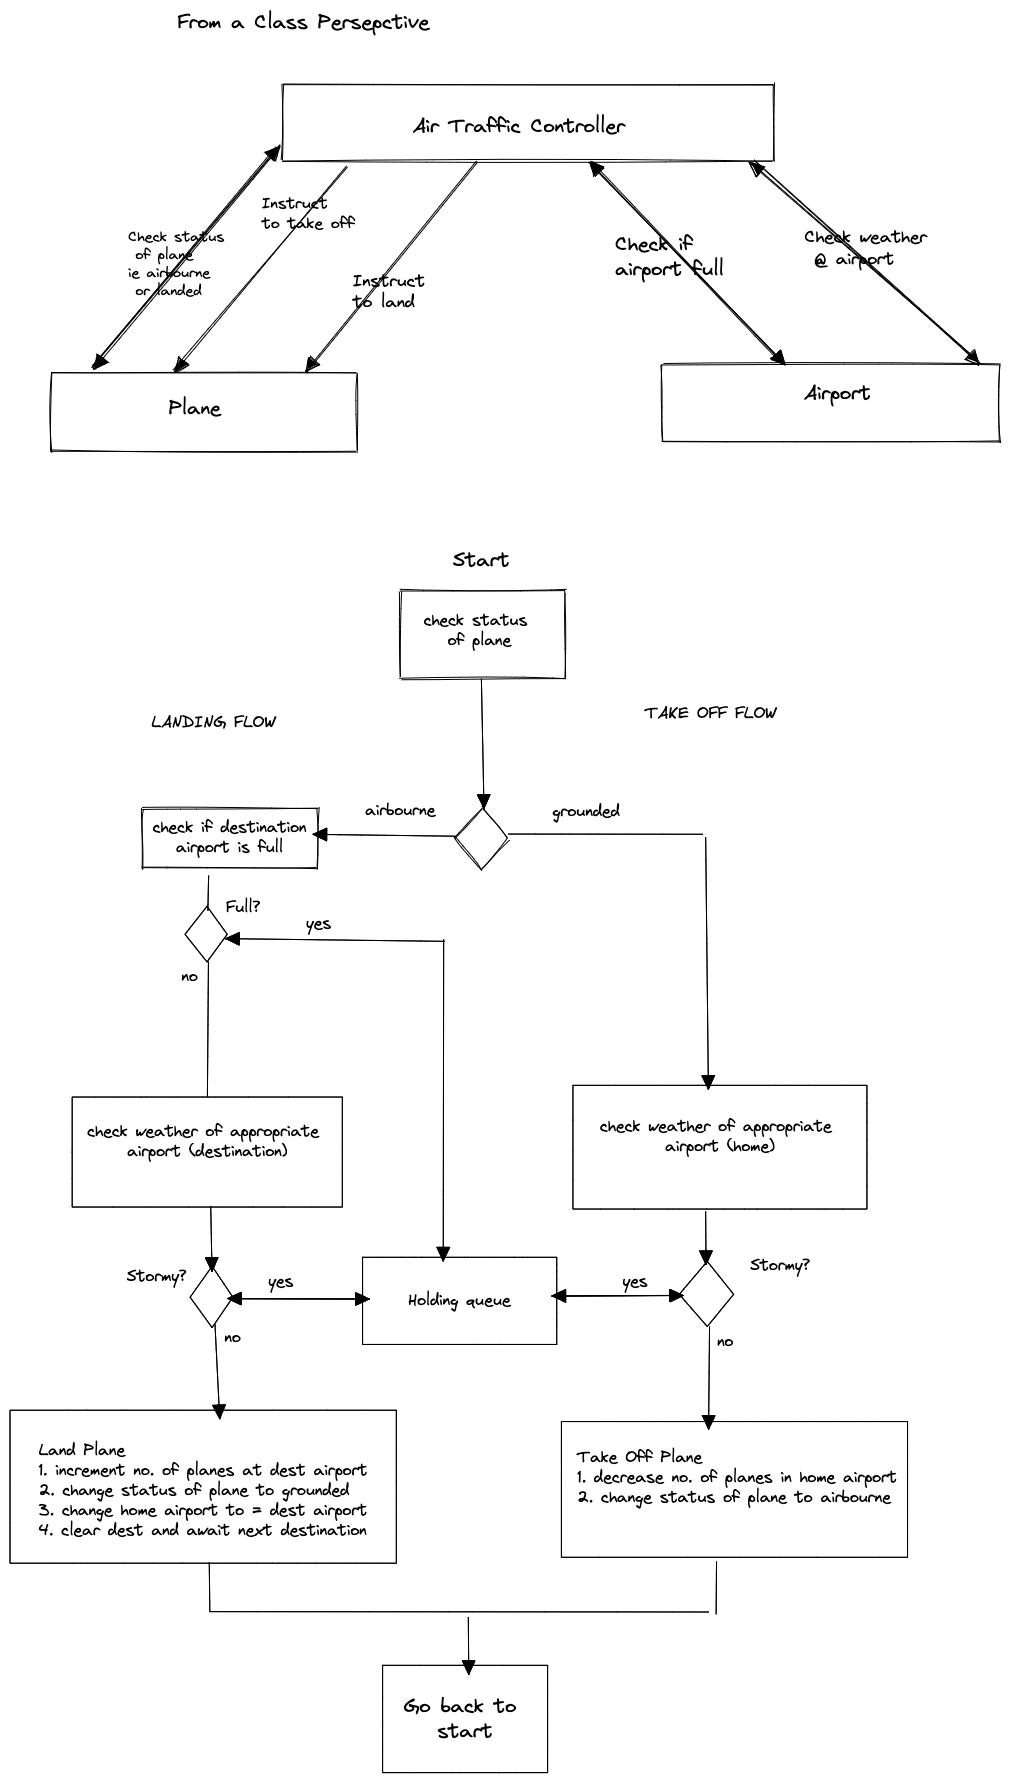 From a Class Persepctive
Air Traffic Controller
Instruct
to take off
Check status
of plane
ie airbourne
or landed
Instruct
to land
Check if
airport full
Check weather
@ airport
Plane
Airport
Start
check status
of plane
LANDING FLOW
TAKE OFF FLOW
airbourne
grounded
check if destination
airport is full
Full?
yes
no
check weather of appropriate
airport (destination)
check weather of appropriate
airport (home)
Stormy?
yes
Holding queue
yes
Stormy?
no
no
Land Plane
1. increment no. of planes at dest airport
2. change status of plane to grounded
3. change home airport to = dest airport
4. clear dest and await next destination
Take Off Plane
1. decrease no. of planes in home airport
2. change status of plane to airbourne
Go back to
start